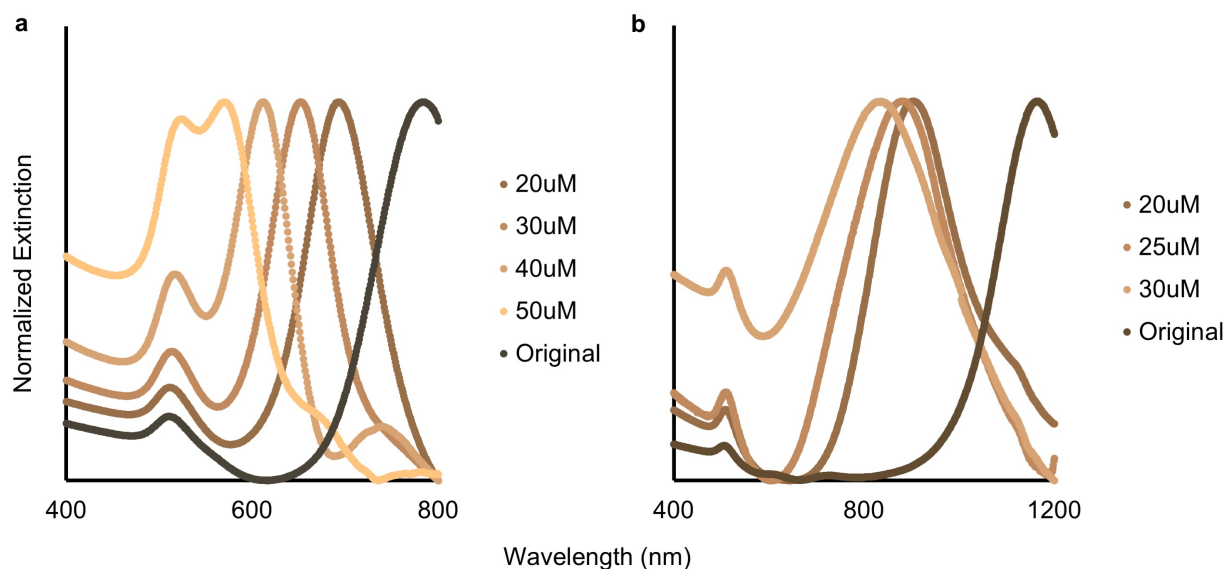 a
Normalized Extinction
20uM
30uM
40uM
50uM
Original
400
600
800
b
20uM
25uM
30uM
Original
400
800
1200
Wavelength (nm)